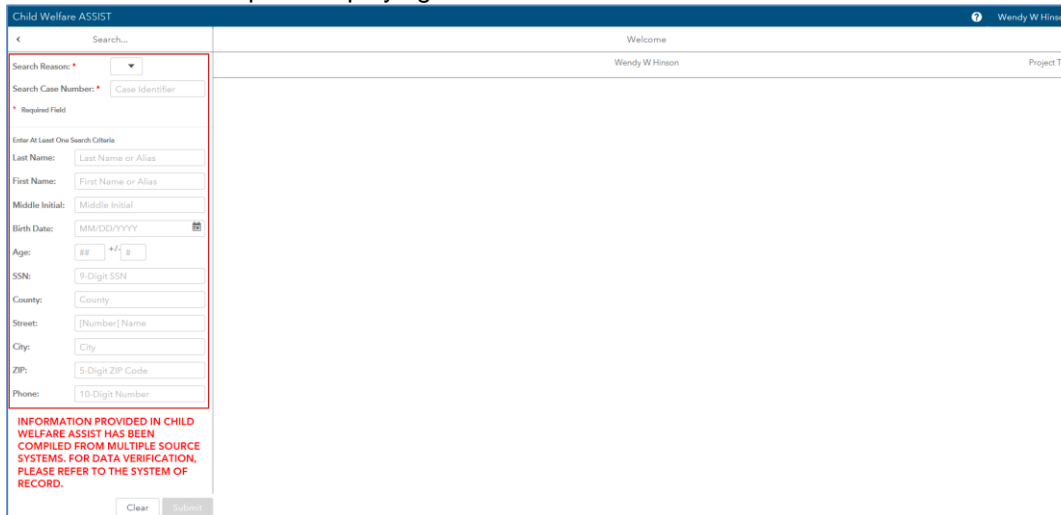 Child Welfare ASSIST ? Wendy W Hinso
< Search... Welcome
Wendy W Hinson Project T
Search Reason: *
Search Case Number: * Case Identifier
* Required Field
Enter At Least One Search Criteria
Last Name: Last Name or Alias
First Name: First Name or Alias
Middle Initial: Middle Initial
Birth Date: MM/DD/YYYY
Age: ## +/- #
SSN: 9-Digit SSN
County: County
Street: [Number] Name
City: City
ZIP: 5-Digit ZIP Code
Phone: 10-Digit Number
INFORMATION PROVIDED IN CHILD
WELFARE ASSIST HAS BEEN
COMPILED FROM MULTIPLE SOURCE
SYSTEMS. FOR DATA VERIFICATION,
PLEASE REFER TO THE SYSTEM OF
RECORD.
Clear Submit